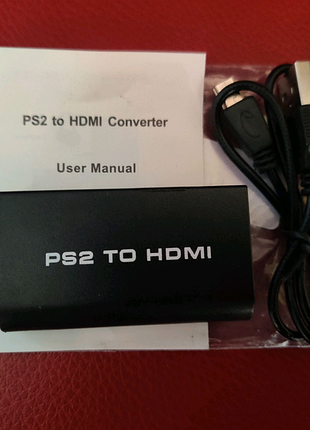 PS2 to HDMI Converter
User Manual
PS2 TO HDMI